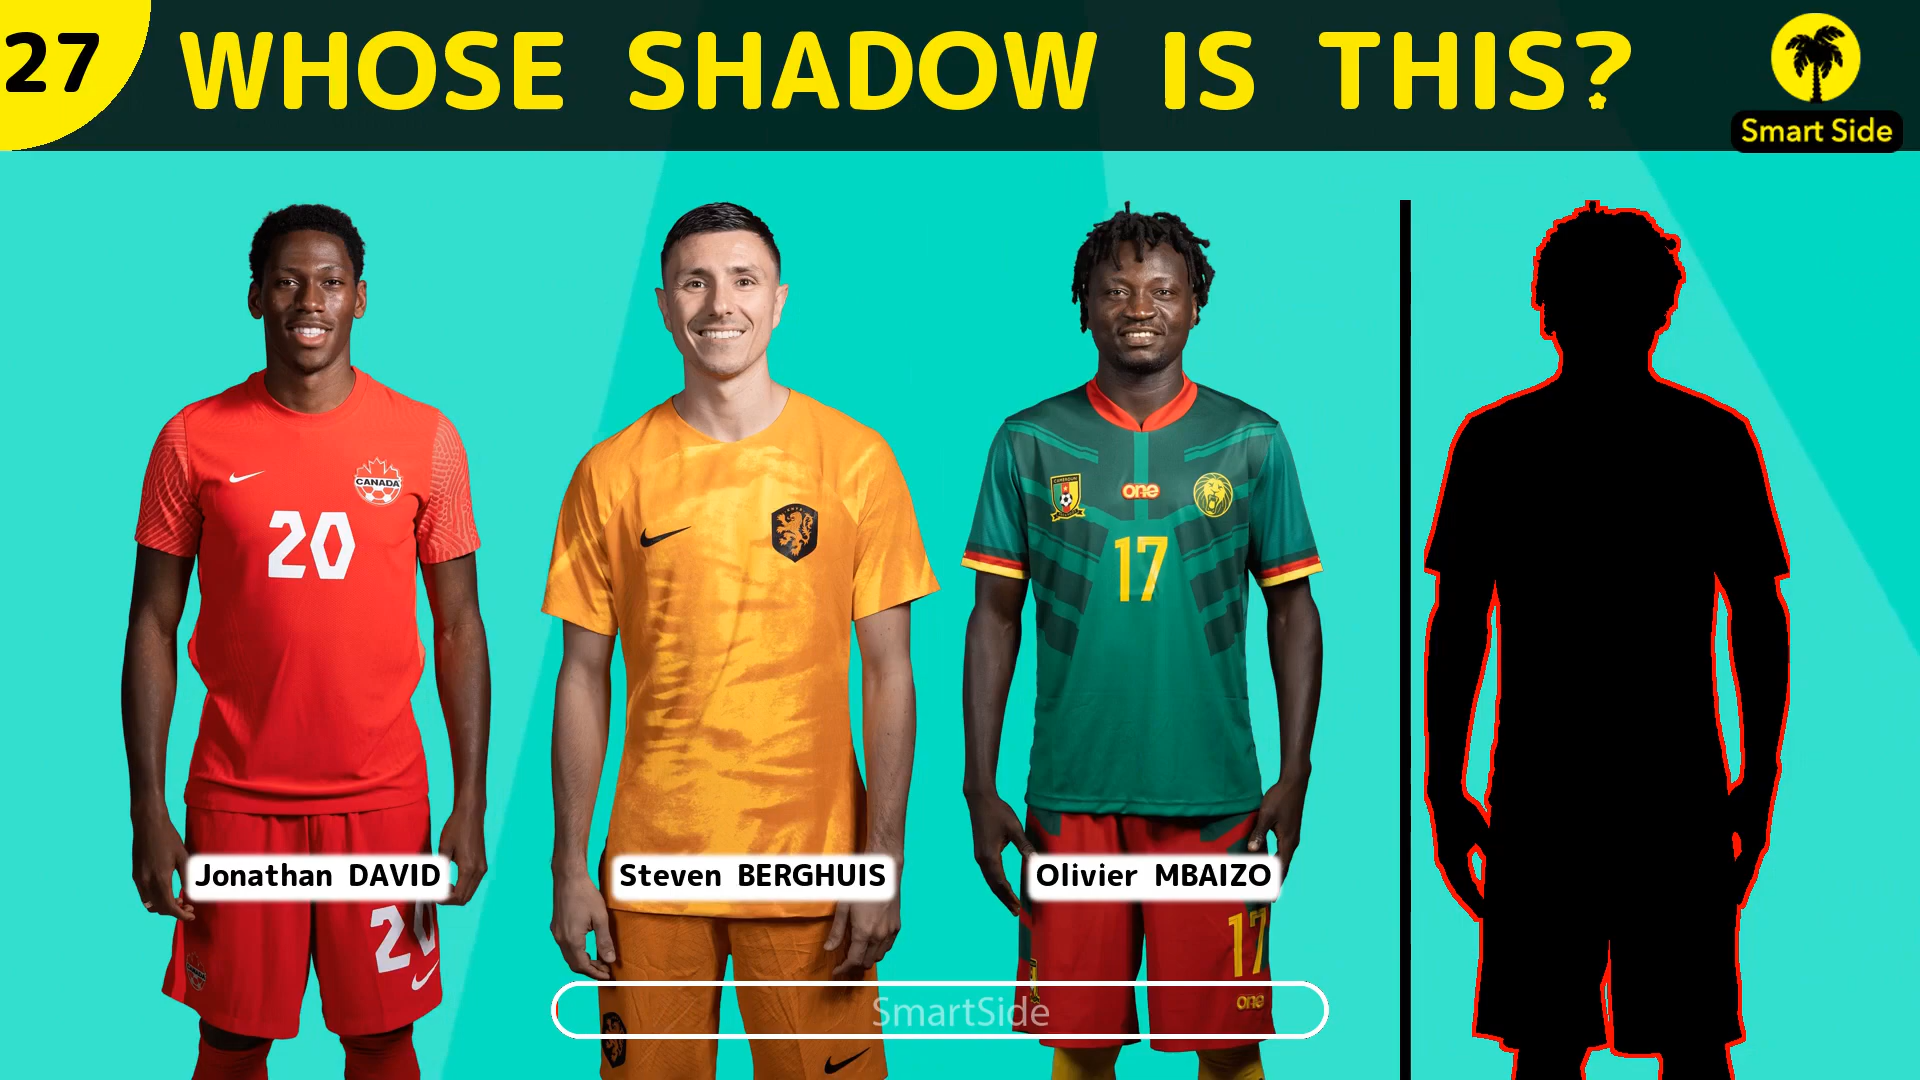 27
WHOSE SHADOW IS THIS?
Smart Side
CANADA
20
one
17
Jonathan DAVID
Steven BERGHUIS
Olivier MBAIZO
20
17
one
SmartSide